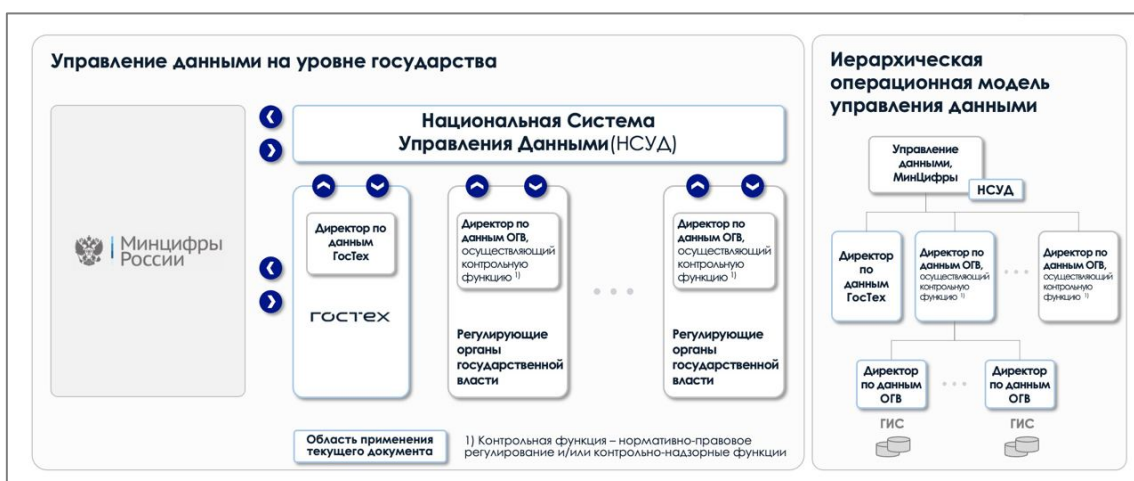 Управление данными на уровне государства
Национальная Система
Управления Данными(НСУД)
Минцифры
России
Директор по
данным
ГосТех
гостех
Директор по
данным ОГВ,
осуществляющий
контрольную
функцию 1)
Регулирующие
органы
государственной
власти
Директор по
данным ОГВ,
осуществляющий
контрольную
функцию 1)
Регулирующие
органы
государственной
власти
Область применения
текущего документа
1) Контрольная функция – нормативно-правовое
регулирование и/или контрольно-надзорные функции
Иерархическая
операционная модель
управления данными
Управление
данными,
МинЦифры
НСУД
Директор
по
данным
ГосТех
Директор
по данным ОГВ,
осуществляющий
контрольную
функцию 1)
Директор
по данным ОГВ,
осуществляющий
контрольную
функцию 1)
Директор
по данным
ОГВ
Директор
по данным
ОГВ
ГИС
ГИС